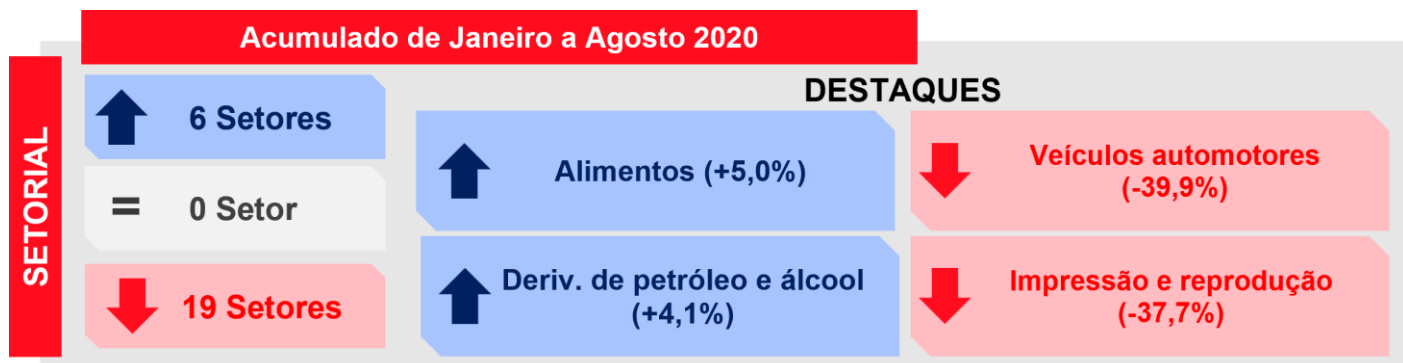 Acumulado de Janeiro a Agosto 2020
SETORIAL
6 Setores
= 0 Setor
19 Setores
DESTAQUES
Alimentos (+5,0%)
Deriv. de petróleo e álcool
(+4,1%)
Veículos automotores
(-39,9%)
Impressão e reprodução
(-37,7%)